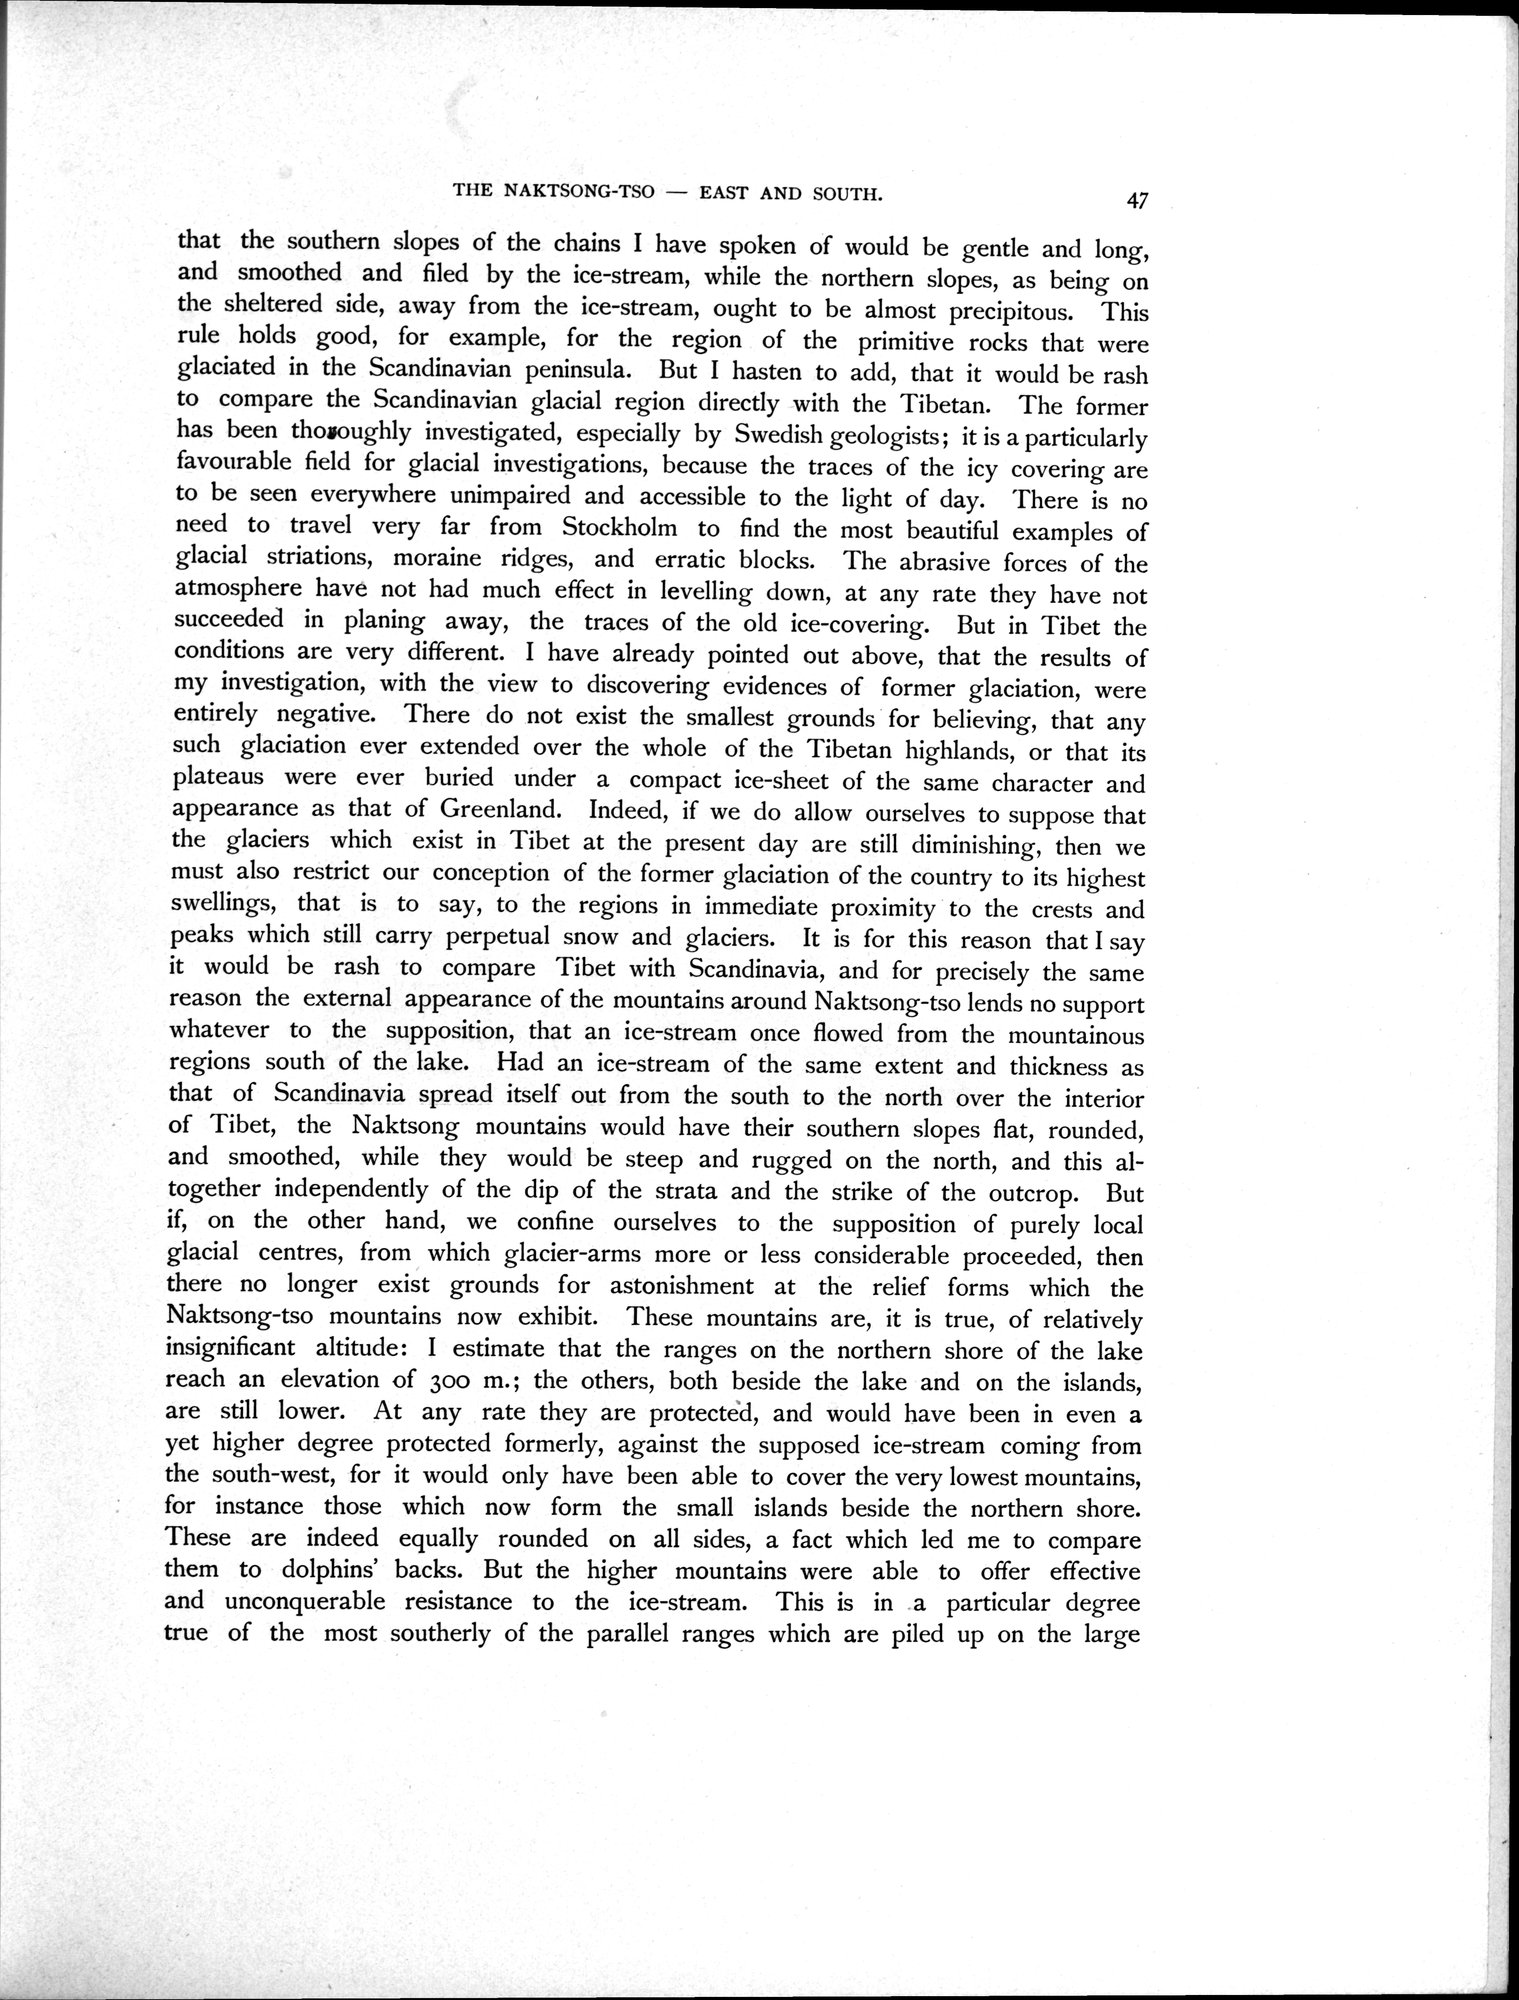 THE NAKTSONG-TSO — EAST AND SOUTH.
47
that the southern slopes of the chains I have spoken of would be gentle and long,
and smoothed and filed by the ice-stream, while the northern slopes, as being on
the sheltered side, away from the ice-stream, ought to be almost precipitous. This
rule holds good, for example, for the region of the primitive rocks that were
glaciated in the Scandinavian peninsula. But I hasten to add, that it would be rash
to compare the Scandinavian glacial region directly with the Tibetan. The former
has been thoroughly investigated, especially by Swedish geologists; it is a particularly
favourable field for glacial investigations, because the traces of the icy covering are
to be seen everywhere unimpaired and accessible to the light of day. There is no
need to travel very far from Stockholm to find the most beautiful examples of
glacial striations, moraine ridges, and erratic blocks. The abrasive forces of the
atmosphere have not had much effect in levelling down, at any rate they have not
succeeded in planing away, the traces of the old ice-covering. But in Tibet the
conditions are very different. I have already pointed out above, that the results of
my investigation, with the view to discovering evidences of former glaciation, were
entirely negative. There do not exist the smallest grounds for believing, that any
such glaciation ever extended over the whole of the Tibetan highlands, or that its
plateaus were ever buried under a compact ice-sheet of the same character and
appearance as that of Greenland. Indeed, if we do allow ourselves to suppose that
the glaciers which exist in Tibet at the present day are still diminishing, then we
must also restrict our conception of the former glaciation of the country to its highest
swellings, that is to say, to the regions in immediate proximity to the crests and
peaks which still carry perpetual snow and glaciers. It is for this reason that I say
it would be rash to compare Tibet with Scandinavia, and for precisely the same
reason the external appearance of the mountains around Naktsong-tso lends no support
whatever to the supposition, that an ice-stream once flowed from the mountainous
regions south of the lake. Had an ice-stream of the same extent and thickness as
that of Scandinavia spread itself out from the south to the north over the interior
of Tibet, the Naktsong mountains would have their southern slopes flat, rounded,
and smoothed, while they would be steep and rugged on the north, and this al-
together independently of the dip of the strata and the strike of the outcrop. But
if, on the other hand, we confine ourselves to the supposition of purely local
glacial centres, from which glacier-arms more or less considerable proceeded, then
there no longer exist grounds for astonishment at the relief forms which the
Naktsong-tso mountains now exhibit. These mountains are, it is true, of relatively
insignificant altitude: I estimate that the ranges on the northern shore of the lake
reach an elevation of 300 m.; the others, both beside the lake and on the islands,
are still lower. At any rate they are protected, and would have been in even a
yet higher degree protected formerly, against the supposed ice-stream coming from
the south-west, for it would only have been able to cover the very lowest mountains,
for instance those which now form the small islands beside the northern shore.
These are indeed equally rounded on all sides, a fact which led me to compare
them to dolphins' backs. But the higher mountains were able to offer effective
and unconquerable resistance to the ice-stream. This is in a particular degree
true of the most southerly of the parallel ranges which are piled up on the large